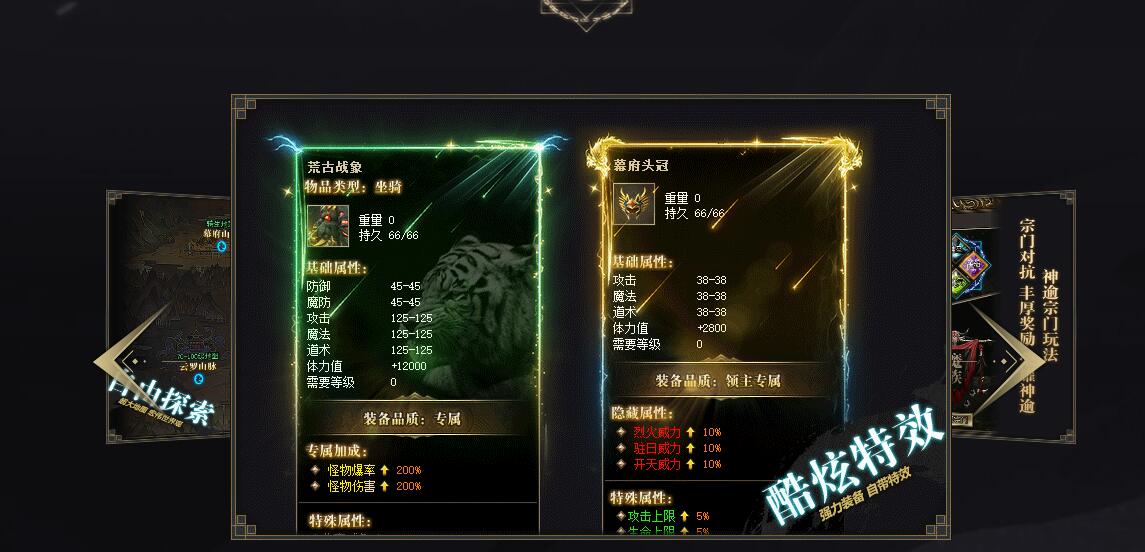 荒古战象
物品类型：坐骑
重量 0
持久 66/66
基础属性：
防御 45-45
魔防 45-45
攻击 125-125
魔法 125-125
道术 125-125
体力值 +12000
需要等级 0
装备品质：专属
专属加成：
怪物爆率 200%
怪物伤害 200%
特殊属性：
幕府头冠
重量 0
持久 66/66
基础属性：
攻击 38-38
魔法 38-38
道术 38-38
体力值 +2800
需要等级 0
装备品质：领主专属
隐藏属性：
烈火威力 10%
驻日威力 10%
开天威力 10%
特殊属性：
攻击上限 5%
生命上限 5%
酷炫特效
强力装备 自带特效
幕府山
云罗山脉
自由探索
神逾宗门玩法
宗门对抗 丰厚奖励
神逾